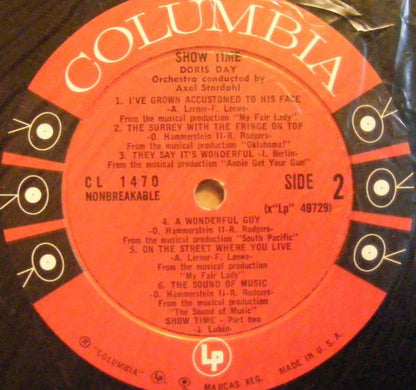 COLUMBIA
SHOW TIME
DORIS DAY
Orchestra conducted by
Axel Stordahl
1. I'VE GROWN ACCUSTOMED TO HIS FACE
-A. Lerner-F. Loewe-
From the musical production "My Fair Lady"
2. THE SURREY WITH THE FRINGE ON TOP
-O. Hammerstein II-R. Rodgers-
From the musical production "Oklahoma!"
3. THEY SAY IT'S WONDERFUL -I. Berlin-
From the musical production "Annie Get Your Gun"
CL 1470
NONBREAKABLE
SIDE 2
(x"Lp" 49729)
4. A WONDERFUL GUY
-O. Hammerstein II-R. Rodgers-
From the musical production "South Pacific"
5. ON THE STREET WHERE YOU LIVE
-A. Lerner-F. Loewe-
From the musical production
"My Fair Lady"
6. THE SOUND OF MUSIC
-O. Hammerstein II-R. Rodgers-
From the musical production
"The Sound of Music"
SHOW TIME - Part two
-J. Lubin-
® "COLUMBIA"
Lp
MARCAS REG.
MADE IN U.S.A.